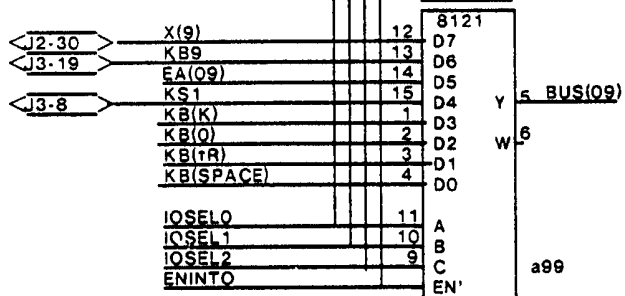 8121
J2-30 X(9) 12 D7
J3-19 KB9 13 D6
EA(09) 14 D5
J3-8 KS1 15 D4 Y 5 BUS(09)
KB(K) 1 D3
KB(0) 2 D2 W 6
KB(↑R) 3 D1
KB(SPACE) 4 D0
IOSEL0 11 A
IOSEL1 10 B
IOSEL2 9 C a99
ENINTO EN'